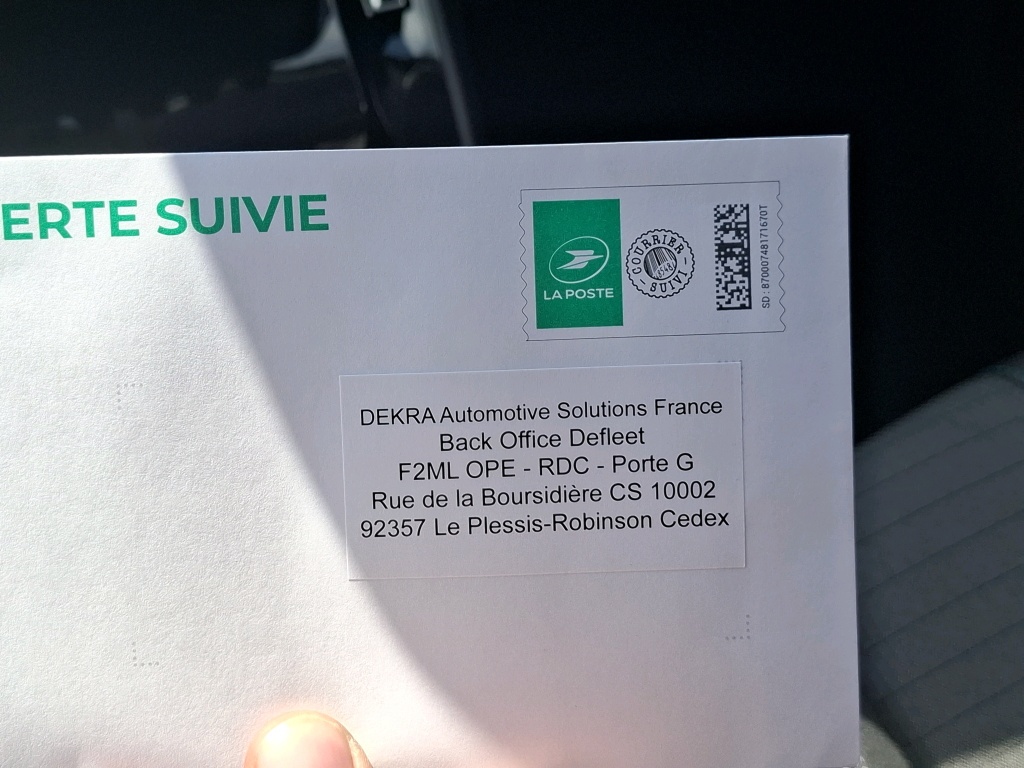 ERTE SUIVIE
LA POSTE
COURRIER
SUIVI
SD : 87000748171670T
DEKRA Automotive Solutions France
Back Office Defleet
F2ML OPE - RDC - Porte G
Rue de la Boursidière CS 10002
92357 Le Plessis-Robinson Cedex